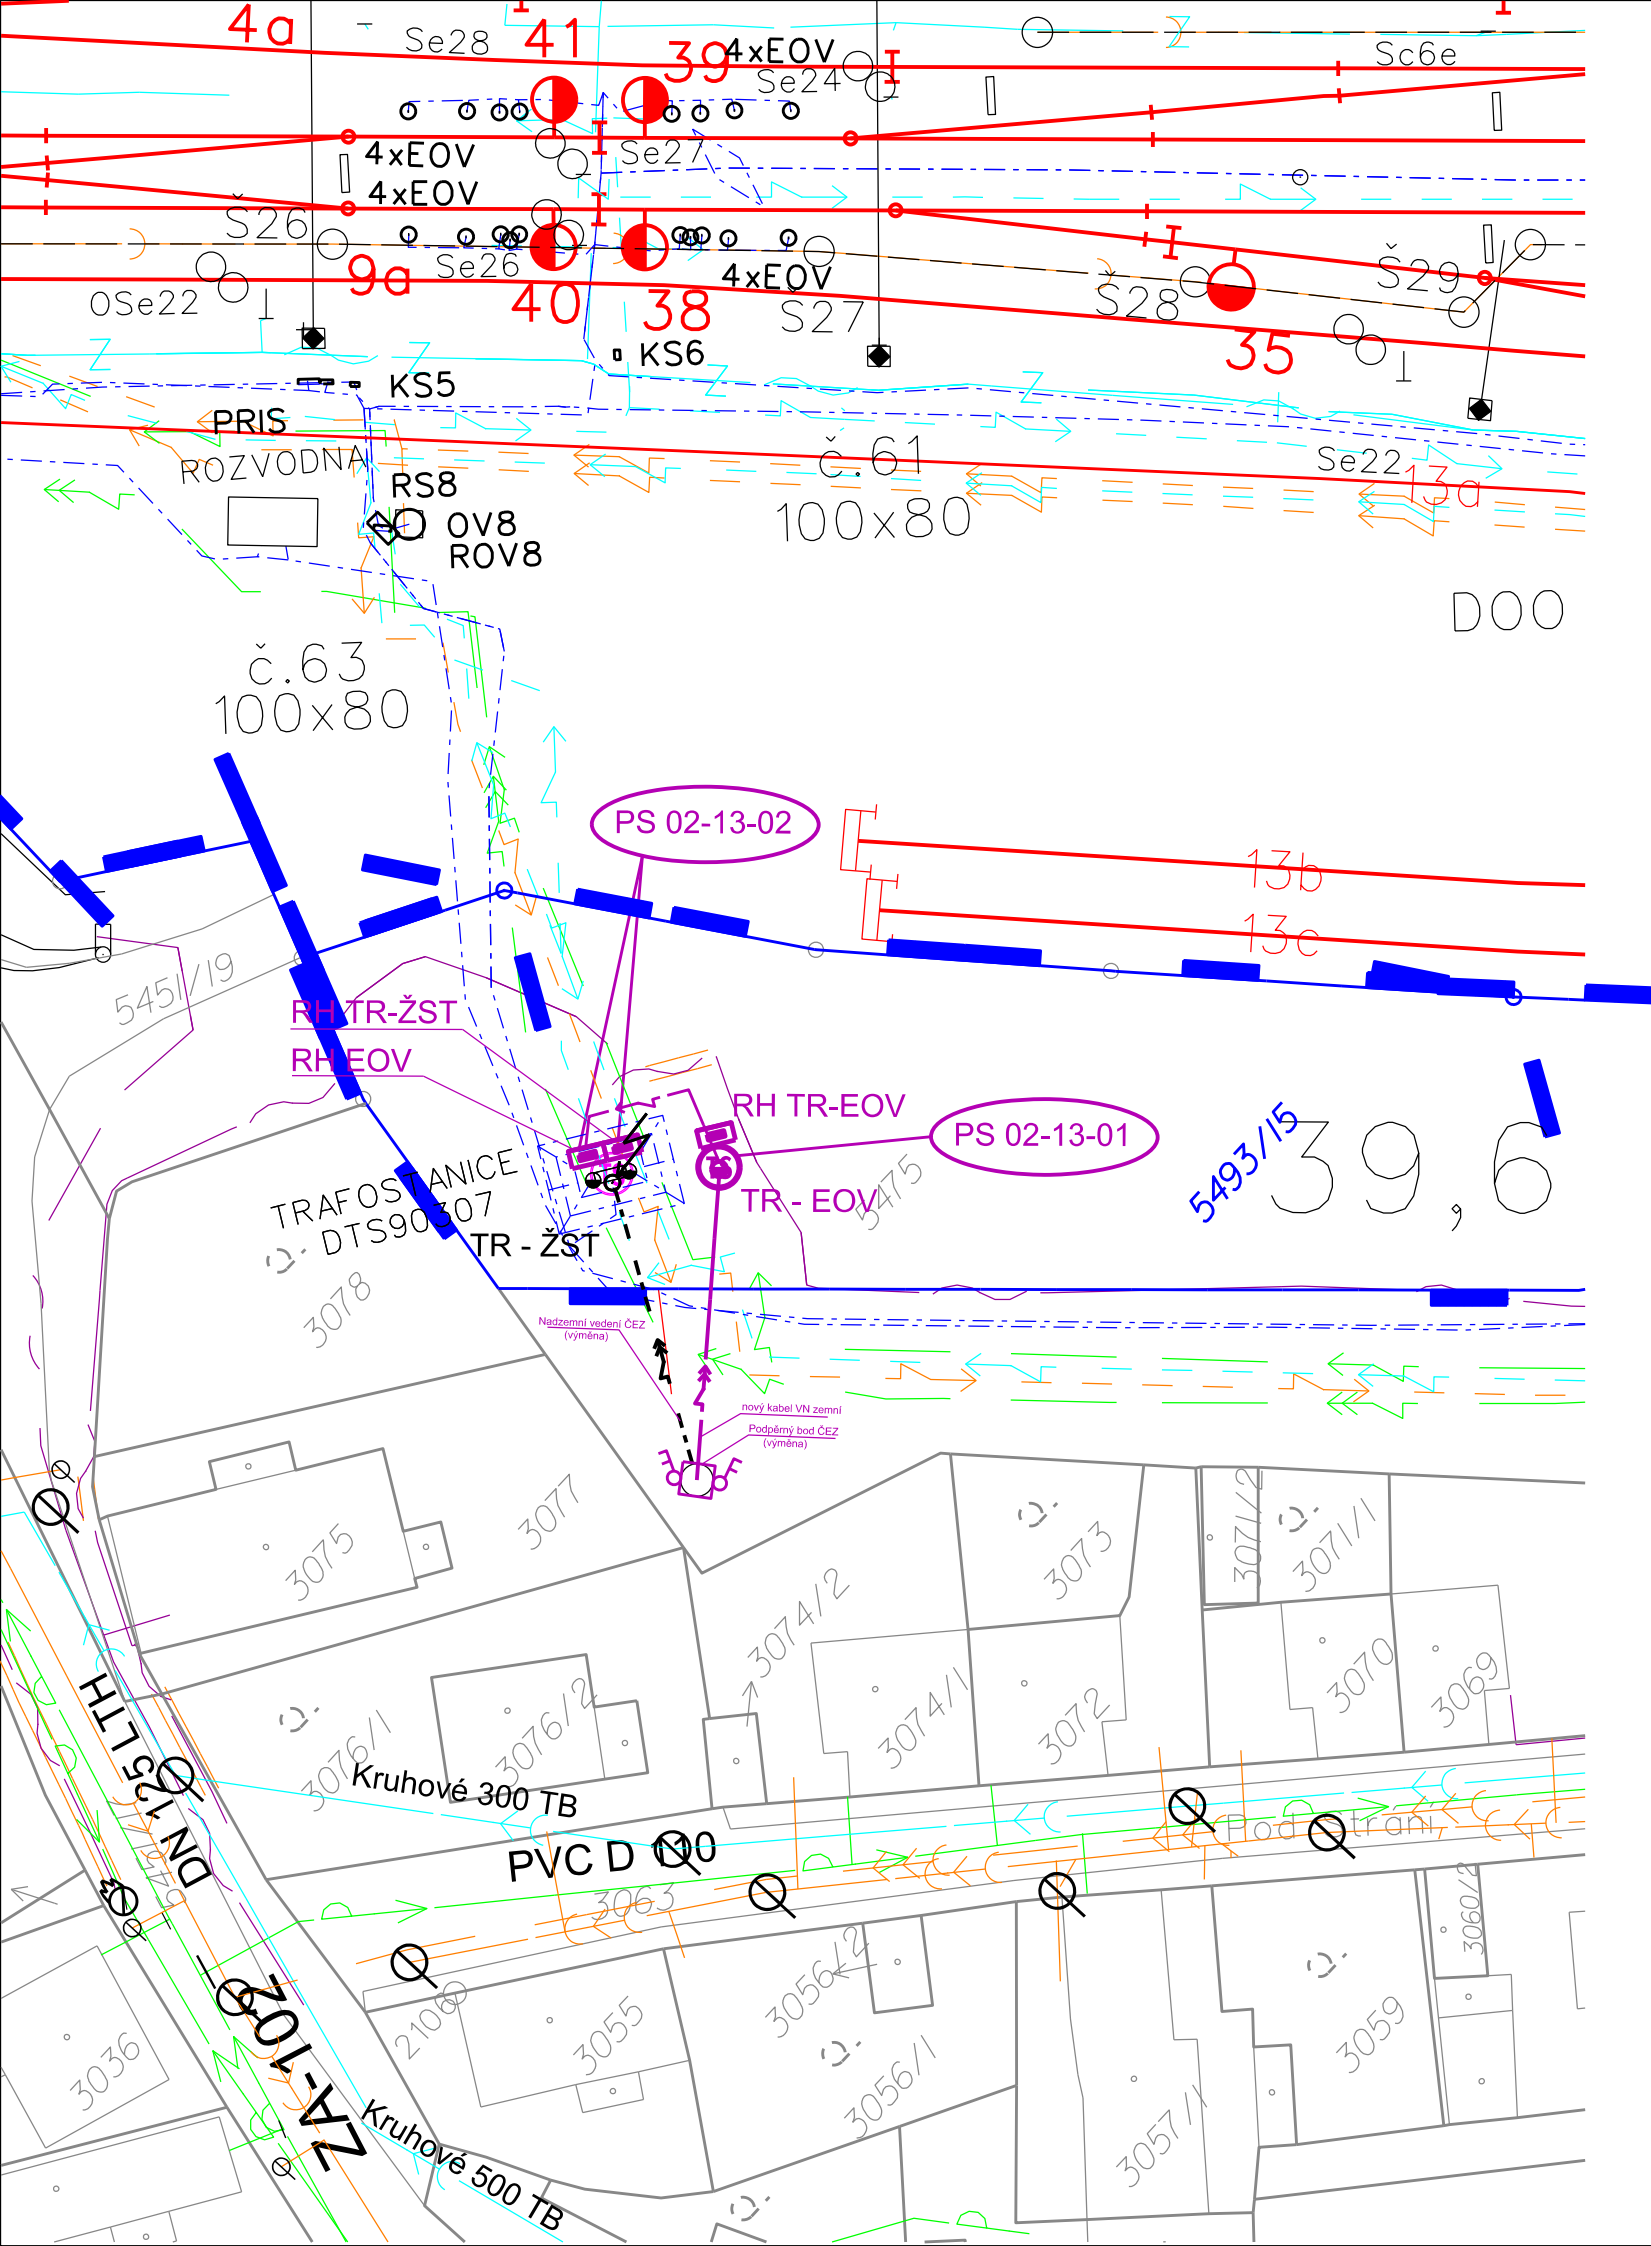 4a
Se28
41
39
4xEOV
Se24
Sc6e
4xEOV
Se27
4xEOV
Š26
9a
Se26
4xEOV
OSe22
40
38
Š27
Š28
Š29
35
KS6
KS5
PRIS
ROZVODNA
č.61
100x80
Se22
13a
RS8
OV8
ROV8
DOO
č.63
100x80
PS 02-13-02
13b
13c
5451/19
RH TR-ŽST
RH EOV
RH TR-EOV
PS 02-13-01
TRAFOSTANICE
DTS90307
TR - EOV
5475
5493/15
39,6
TR - ŽST
3078
Nadzemní vedení ČEZ
(výměna)
nový kabel VN zemní
Podpěrný bod ČEZ
(výměna)
3075
3077
3073
3071/2
3071/1
3074/2
3074/1
3072
3070
3069
DN 125 LTH
3076/1
3076/2
Kruhové 300 TB
PVC D 110
Pod strání
3063
3060/2
3056/2
2106
3055
3056/1
3059
3036
ZA-102
3057/1
Kruhové 500 TB